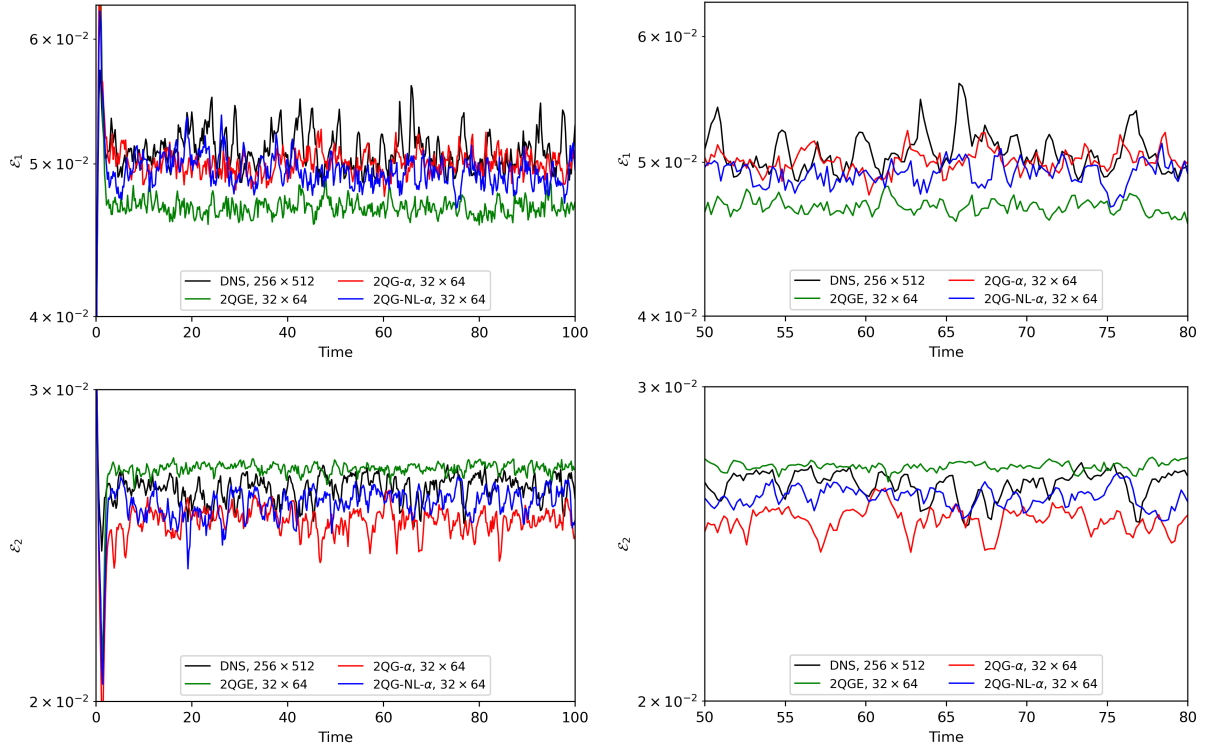 6 × 10⁻²
5 × 10⁻²
4 × 10⁻²
ℰ₁
0 20 40 60 80 100
Time
DNS, 256 × 512
2QGE, 32 × 64
2QG-α, 32 × 64
2QG-NL-α, 32 × 64
6 × 10⁻²
5 × 10⁻²
4 × 10⁻²
ℰ₁
50 55 60 65 70 75 80
Time
DNS, 256 × 512
2QGE, 32 × 64
2QG-α, 32 × 64
2QG-NL-α, 32 × 64
3 × 10⁻²
2 × 10⁻²
ℰ₂
0 20 40 60 80 100
Time
DNS, 256 × 512
2QGE, 32 × 64
2QG-α, 32 × 64
2QG-NL-α, 32 × 64
3 × 10⁻²
2 × 10⁻²
ℰ₂
50 55 60 65 70 75 80
Time
DNS, 256 × 512
2QGE, 32 × 64
2QG-α, 32 × 64
2QG-NL-α, 32 × 64